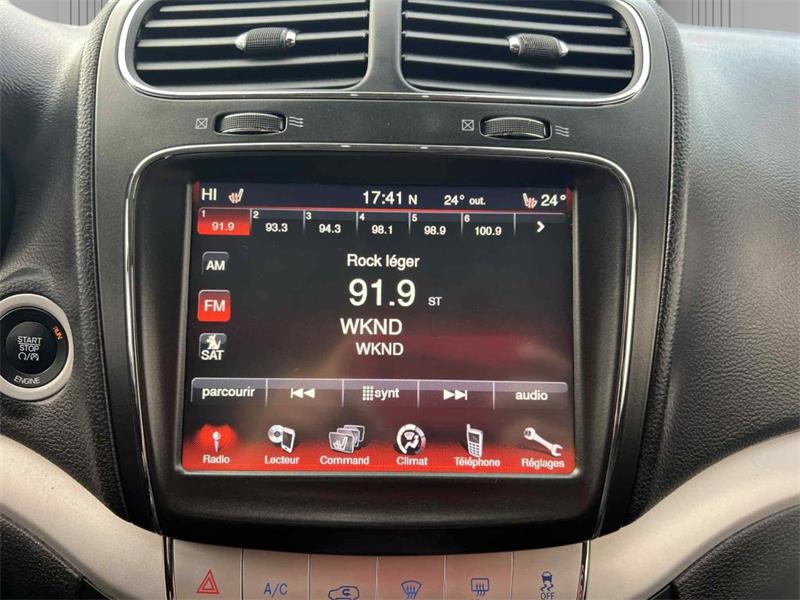 HI 17:41 N 24° out. 24°
1 2 3 4 5 6
91.9 93.3 94.3 98.1 98.9 100.9
AM
Rock léger
FM
91.9 ST
WKND
SAT
WKND
parcourir synt audio
Radio Lecteur Command Climat Téléphone Réglages
RUN
START
STOP
ENGINE
A/C
OFF